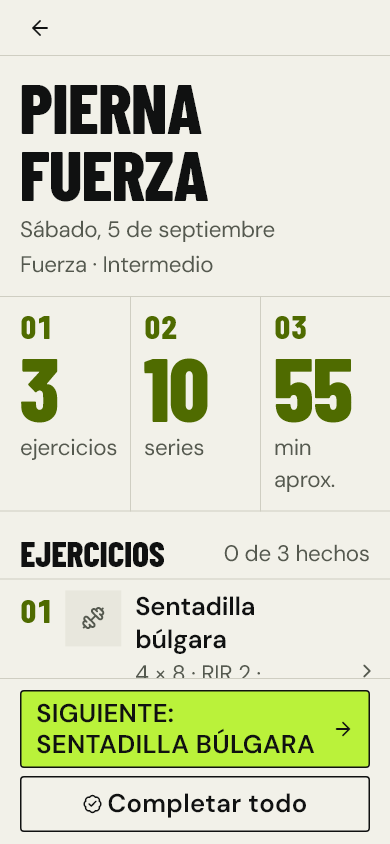 PIERNA
FUERZA
Sábado, 5 de septiembre
Fuerza · Intermedio
01
3
ejercicios
02
10
series
03
55
min
aprox.
EJERCICIOS
0 de 3 hechos
01
Sentadilla
búlgara
4 × 8 · RIR 2 ·
SIGUIENTE:
SENTADILLA BÚLGARA
Completar todo